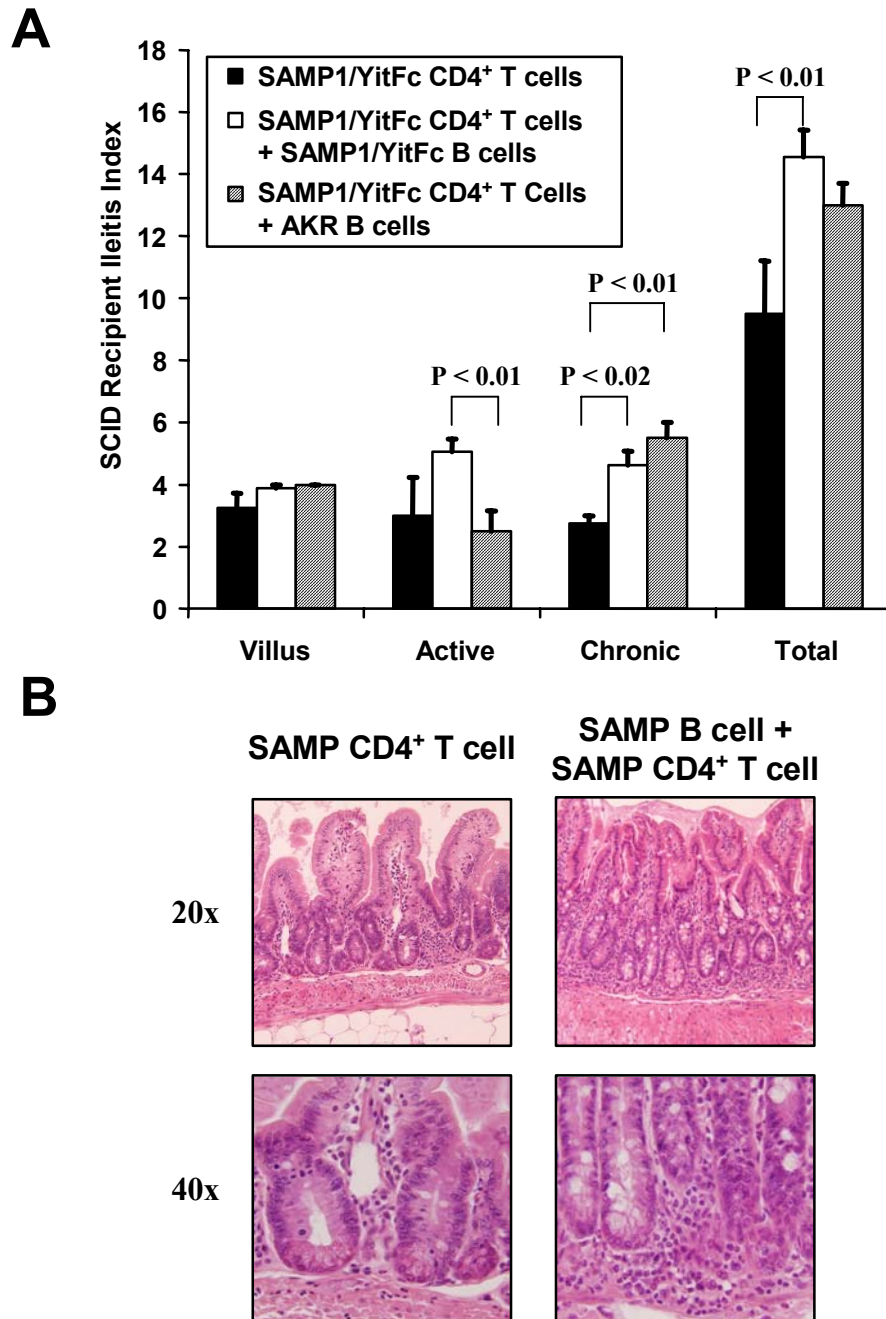 A
SCID Recipient Ileitis Index
18
16
14
12
10
8
6
4
2
0
SAMP1/YitFc CD4⁺ T cells
SAMP1/YitFc CD4⁺ T cells
+ SAMP1/YitFc B cells
SAMP1/YitFc CD4⁺ T Cells
+ AKR B cells
P < 0.01
P < 0.01
P < 0.01
P < 0.02
Villus Active Chronic Total
B
SAMP CD4⁺ T cell
SAMP B cell +
SAMP CD4⁺ T cell
20x
40x